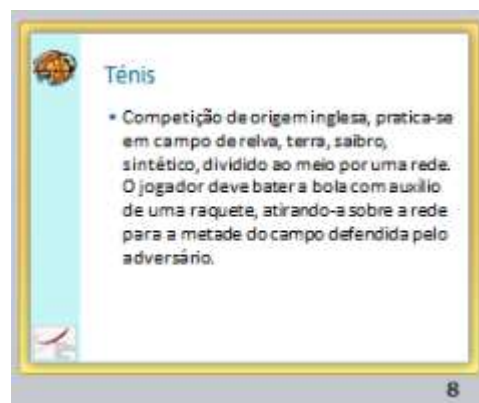 Ténis
• Competição de origem inglesa, pratica-se
em campo de relva, terra, saibro,
sintético, dividido ao meio por uma rede.
O jogador deve bater a bola com auxílio
de uma raquete, atirando-a sobre a rede
para a metade do campo defendida pelo
adversário.
8